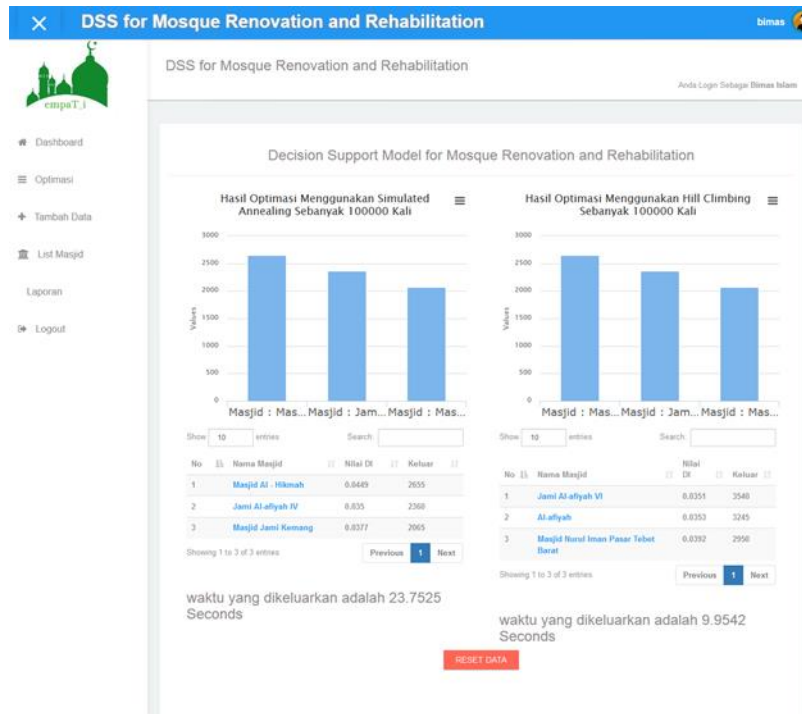 DSS for Mosque Renovation and Rehabilitation
bimas
empaT_i
DSS for Mosque Renovation and Rehabilitation
Anda Login Sebagai Bimas Islam
Dashboard
Optimasi
Tambah Data
List Masjid
Laporan
Logout
Decision Support Model for Mosque Renovation and Rehabilitation
Hasil Optimasi Menggunakan Simulated
Annealing Sebanyak 100000 Kali
3000
2500
2000
1500
1000
500
0
Values
Masjid : Mas... Masjid : Jam... Masjid : Mas...
Show 10 entries Search:
No Nama Masjid Nilai DI Keluar
1 Masjid Al - Hikmah 0.0449 2655
2 Jami Al-afiyah IV 0.035 2360
3 Masjid Jami Kemang 0.0377 2065
Showing 1 to 3 of 3 entries Previous 1 Next
waktu yang dikeluarkan adalah 23.7525
Seconds
Hasil Optimasi Menggunakan Hill Climbing
Sebanyak 100000 Kali
3000
2500
2000
1500
1000
500
0
Values
Masjid : Mas... Masjid : Jam... Masjid : Mas...
Show 10 entries Search:
No Nama Masjid Nilai DI Keluar
1 Jami Al-afiyah VI 0.0351 3540
2 Al-afiyah 0.0353 3245
3 Masjid Nurul Iman Pasar Tebet Barat 0.0392 2950
Showing 1 to 3 of 3 entries Previous 1 Next
waktu yang dikeluarkan adalah 9.9542
Seconds
RESET DATA